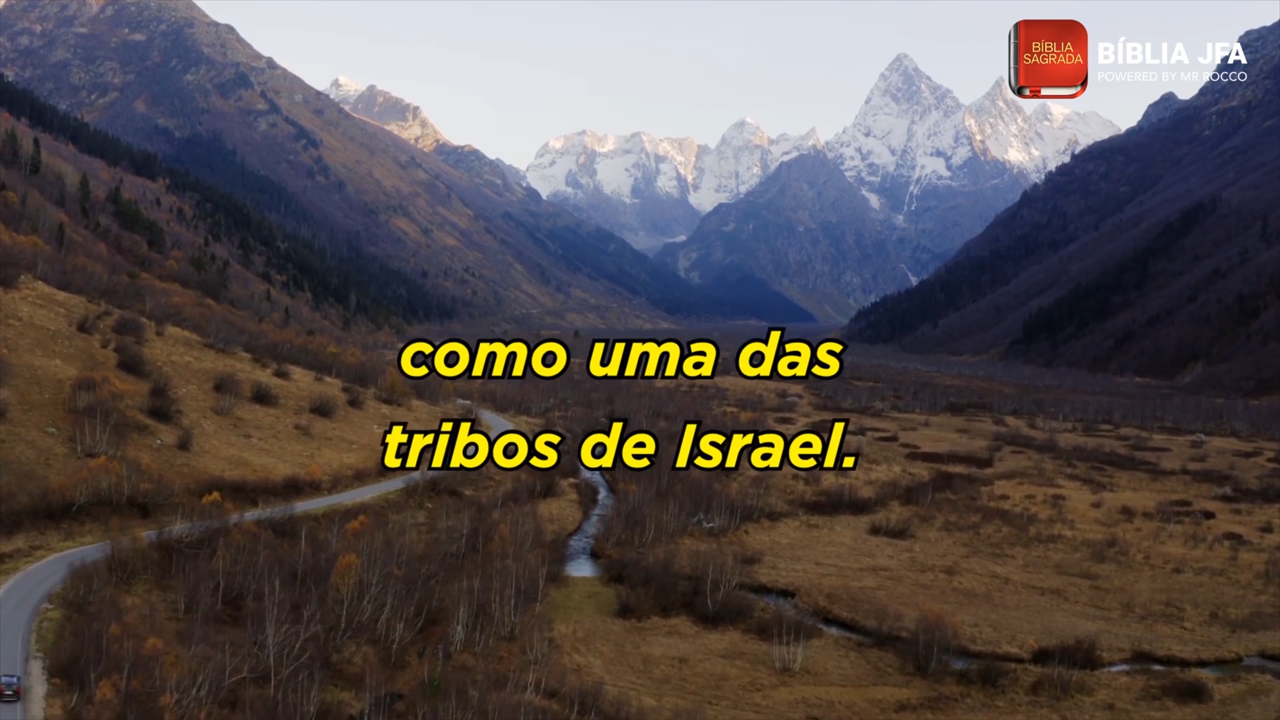 BÍBLIA
SAGRADA
BÍBLIA JFA
POWERED BY MR ROCCO
como uma das
tribos de Israel.